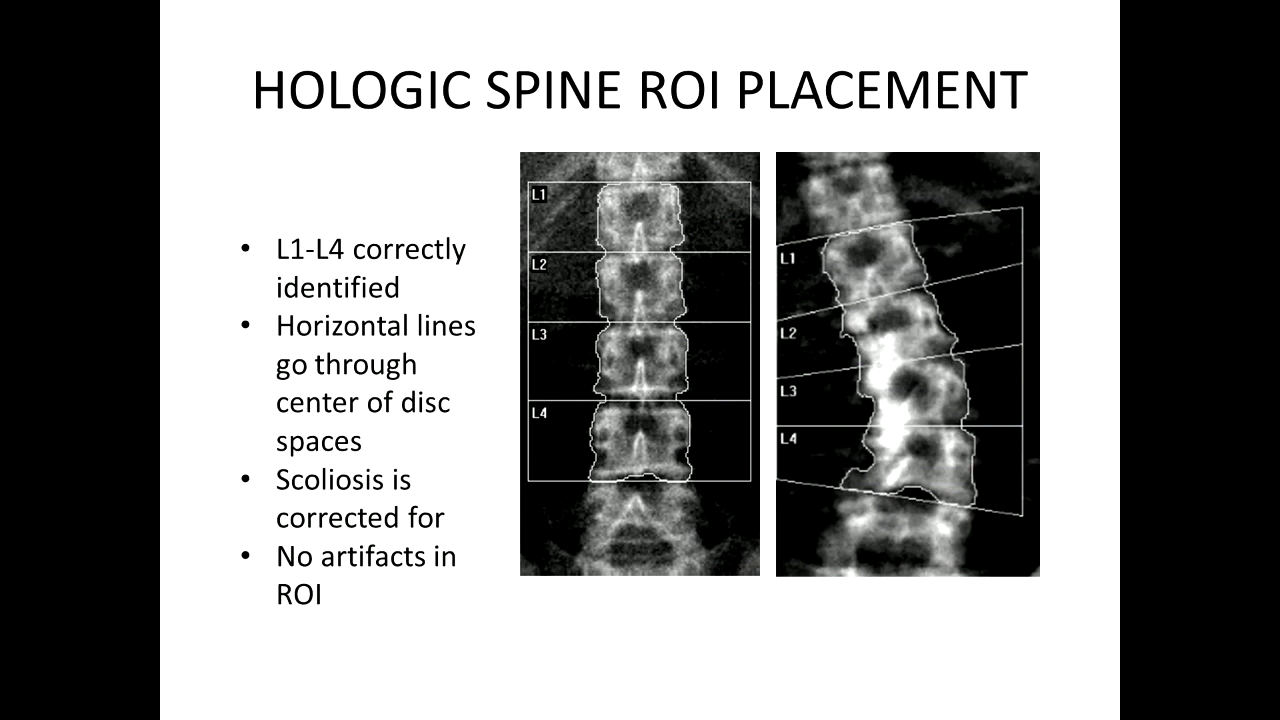 HOLOGIC SPINE ROI PLACEMENT
• L1-L4 correctly
identified
• Horizontal lines
go through
center of disc
spaces
• Scoliosis is
corrected for
• No artifacts in
ROI
L1
L2
L3
L4
L1
L2
L3
L4